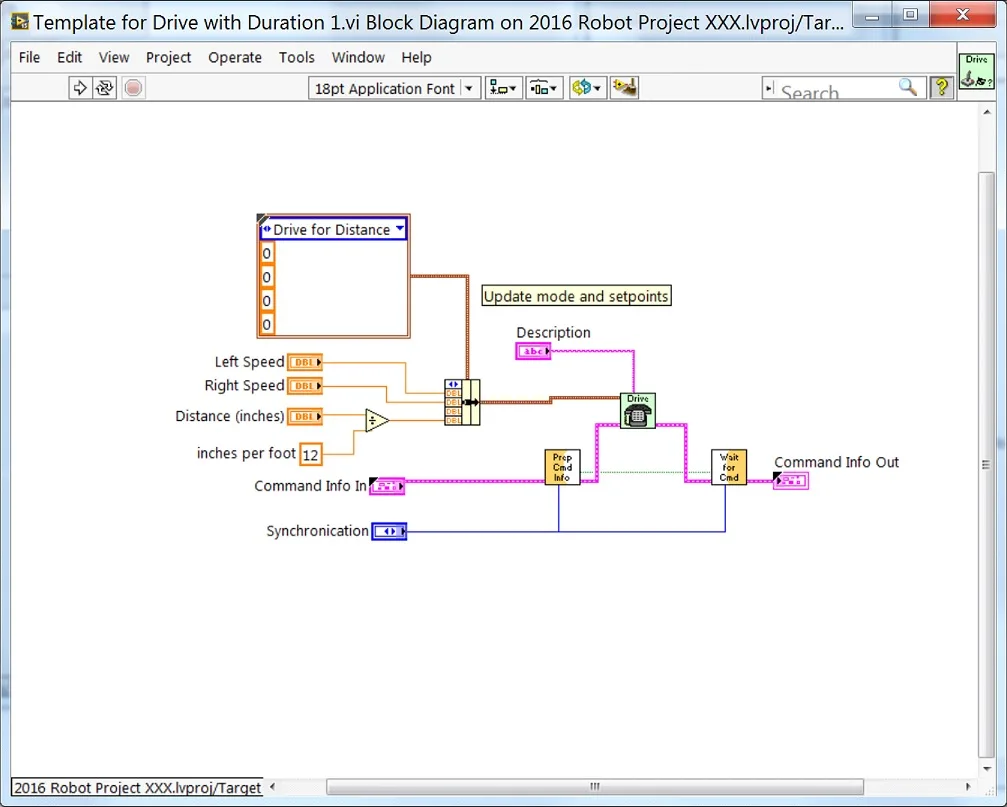 Template for Drive with Duration 1.vi Block Diagram on 2016 Robot Project XXX.lvproj/Tar...
File Edit View Project Operate Tools Window Help
18pt Application Font
Search
?
Drive
Drive for Distance
0
0
0
0
Update mode and setpoints
Description
abc
Left Speed DBL
Right Speed DBL
Distance (inches) DBL
inches per foot 12
DBL
DBL
DBL
DBL
÷
Drive
Prep
Cmd
Info
Wait
for
Cmd
Command Info In
Command Info Out
Synchronication
2016 Robot Project XXX.lvproj/Target